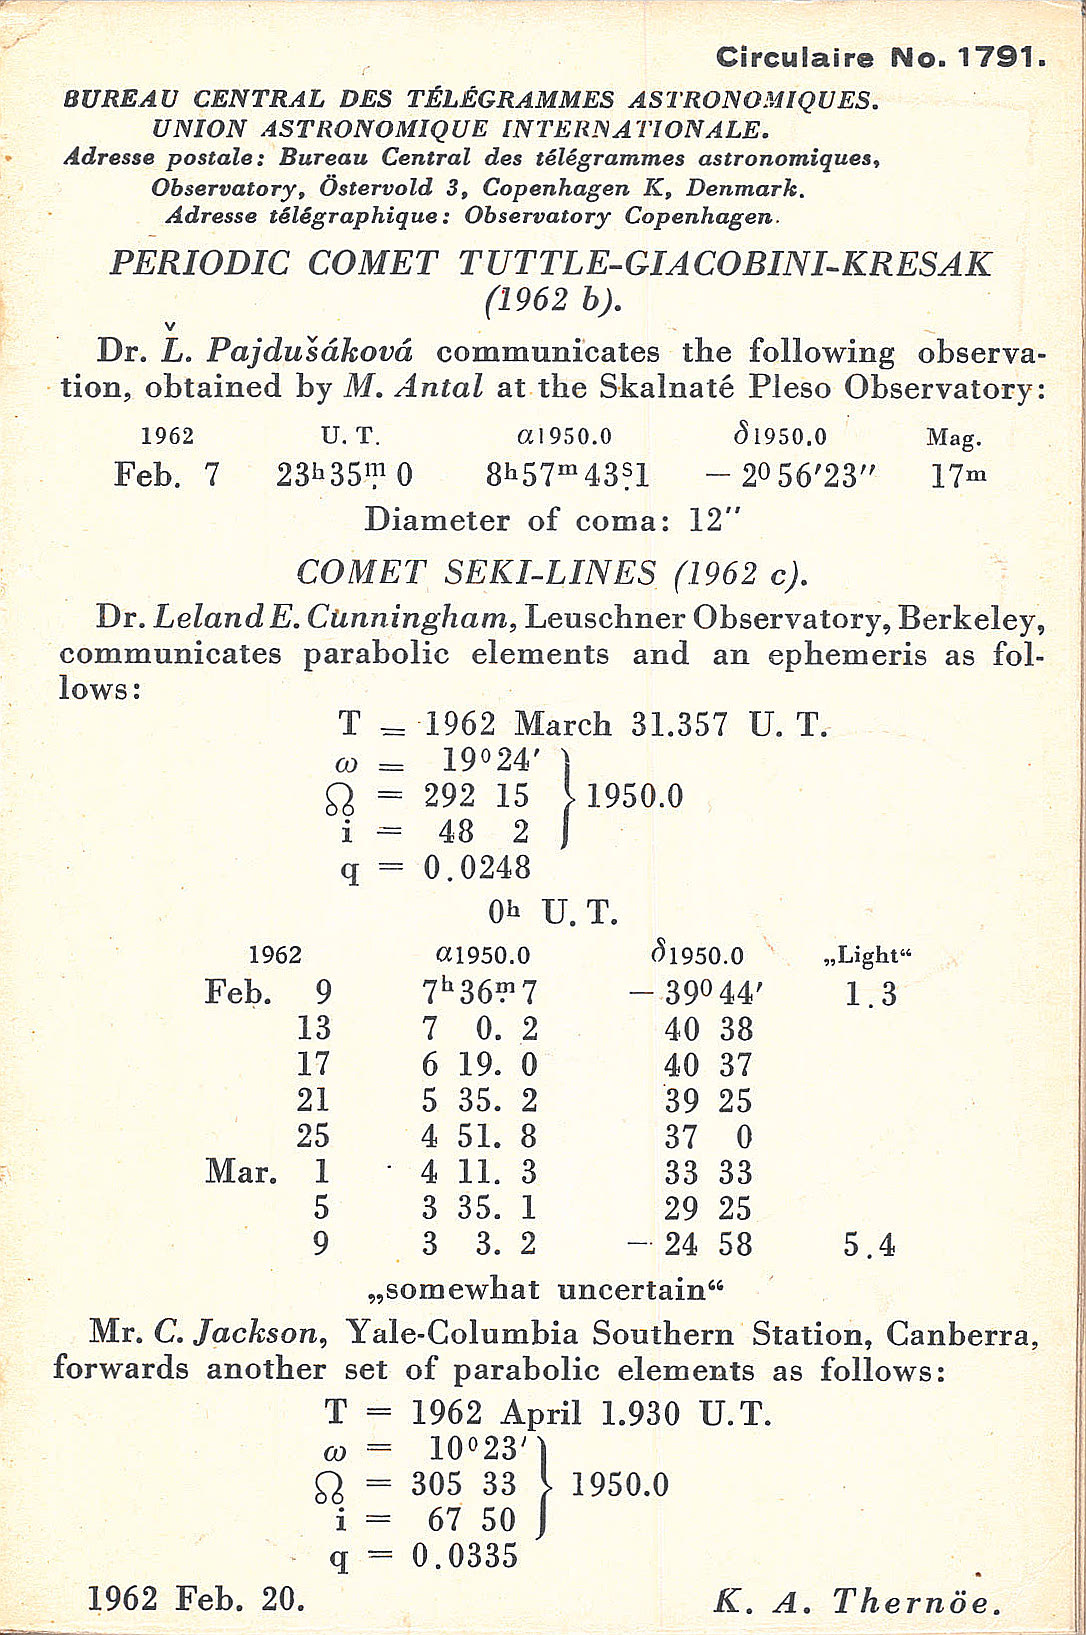 Circulaire No. 1791.
BUREAU CENTRAL DES TÉLÉGRAMMES ASTRONOMIQUES.
UNION ASTRONOMIQUE INTERNATIONALE.
Adresse postale: Bureau Central des télégrammes astronomiques,
Observatory, Östervold 3, Copenhagen K, Denmark.
Adresse télégraphique: Observatory Copenhagen.
PERIODIC COMET TUTTLE-GIACOBINI-KRESAK
(1962 b).
Dr. Ľ. Pajdušáková communicates the following observa-
tion, obtained by M. Antal at the Skalnaté Pleso Observatory:
1962 U. T. α1950.0 δ1950.0 Mag.
Feb. 7 23ʰ35ᵐ.0 8ʰ57ᵐ43ˢ.1 — 2°56′23″ 17ᵐ
Diameter of coma: 12″
COMET SEKI-LINES (1962 c).
Dr. Leland E. Cunningham, Leuschner Observatory, Berkeley,
communicates parabolic elements and an ephemeris as fol-
lows:
T = 1962 March 31.357 U. T.
ω = 19°24′
☊ = 292 15 } 1950.0
i = 48 2
q = 0.0248
0ʰ U. T.
1962 α1950.0 δ1950.0 „Light“
Feb. 9 7ʰ36ᵐ.7 — 39°44′ 1.3
13 7 0. 2 40 38
17 6 19. 0 40 37
21 5 35. 2 39 25
25 4 51. 8 37 0
Mar. 1 4 11. 3 33 33
5 3 35. 1 29 25
9 3 3. 2 — 24 58 5.4
„somewhat uncertain“
Mr. C. Jackson, Yale-Columbia Southern Station, Canberra,
forwards another set of parabolic elements as follows:
T = 1962 April 1.930 U.T.
ω = 10°23′
☊ = 305 33 } 1950.0
i = 67 50
q = 0.0335
1962 Feb. 20. K. A. Thernöe.